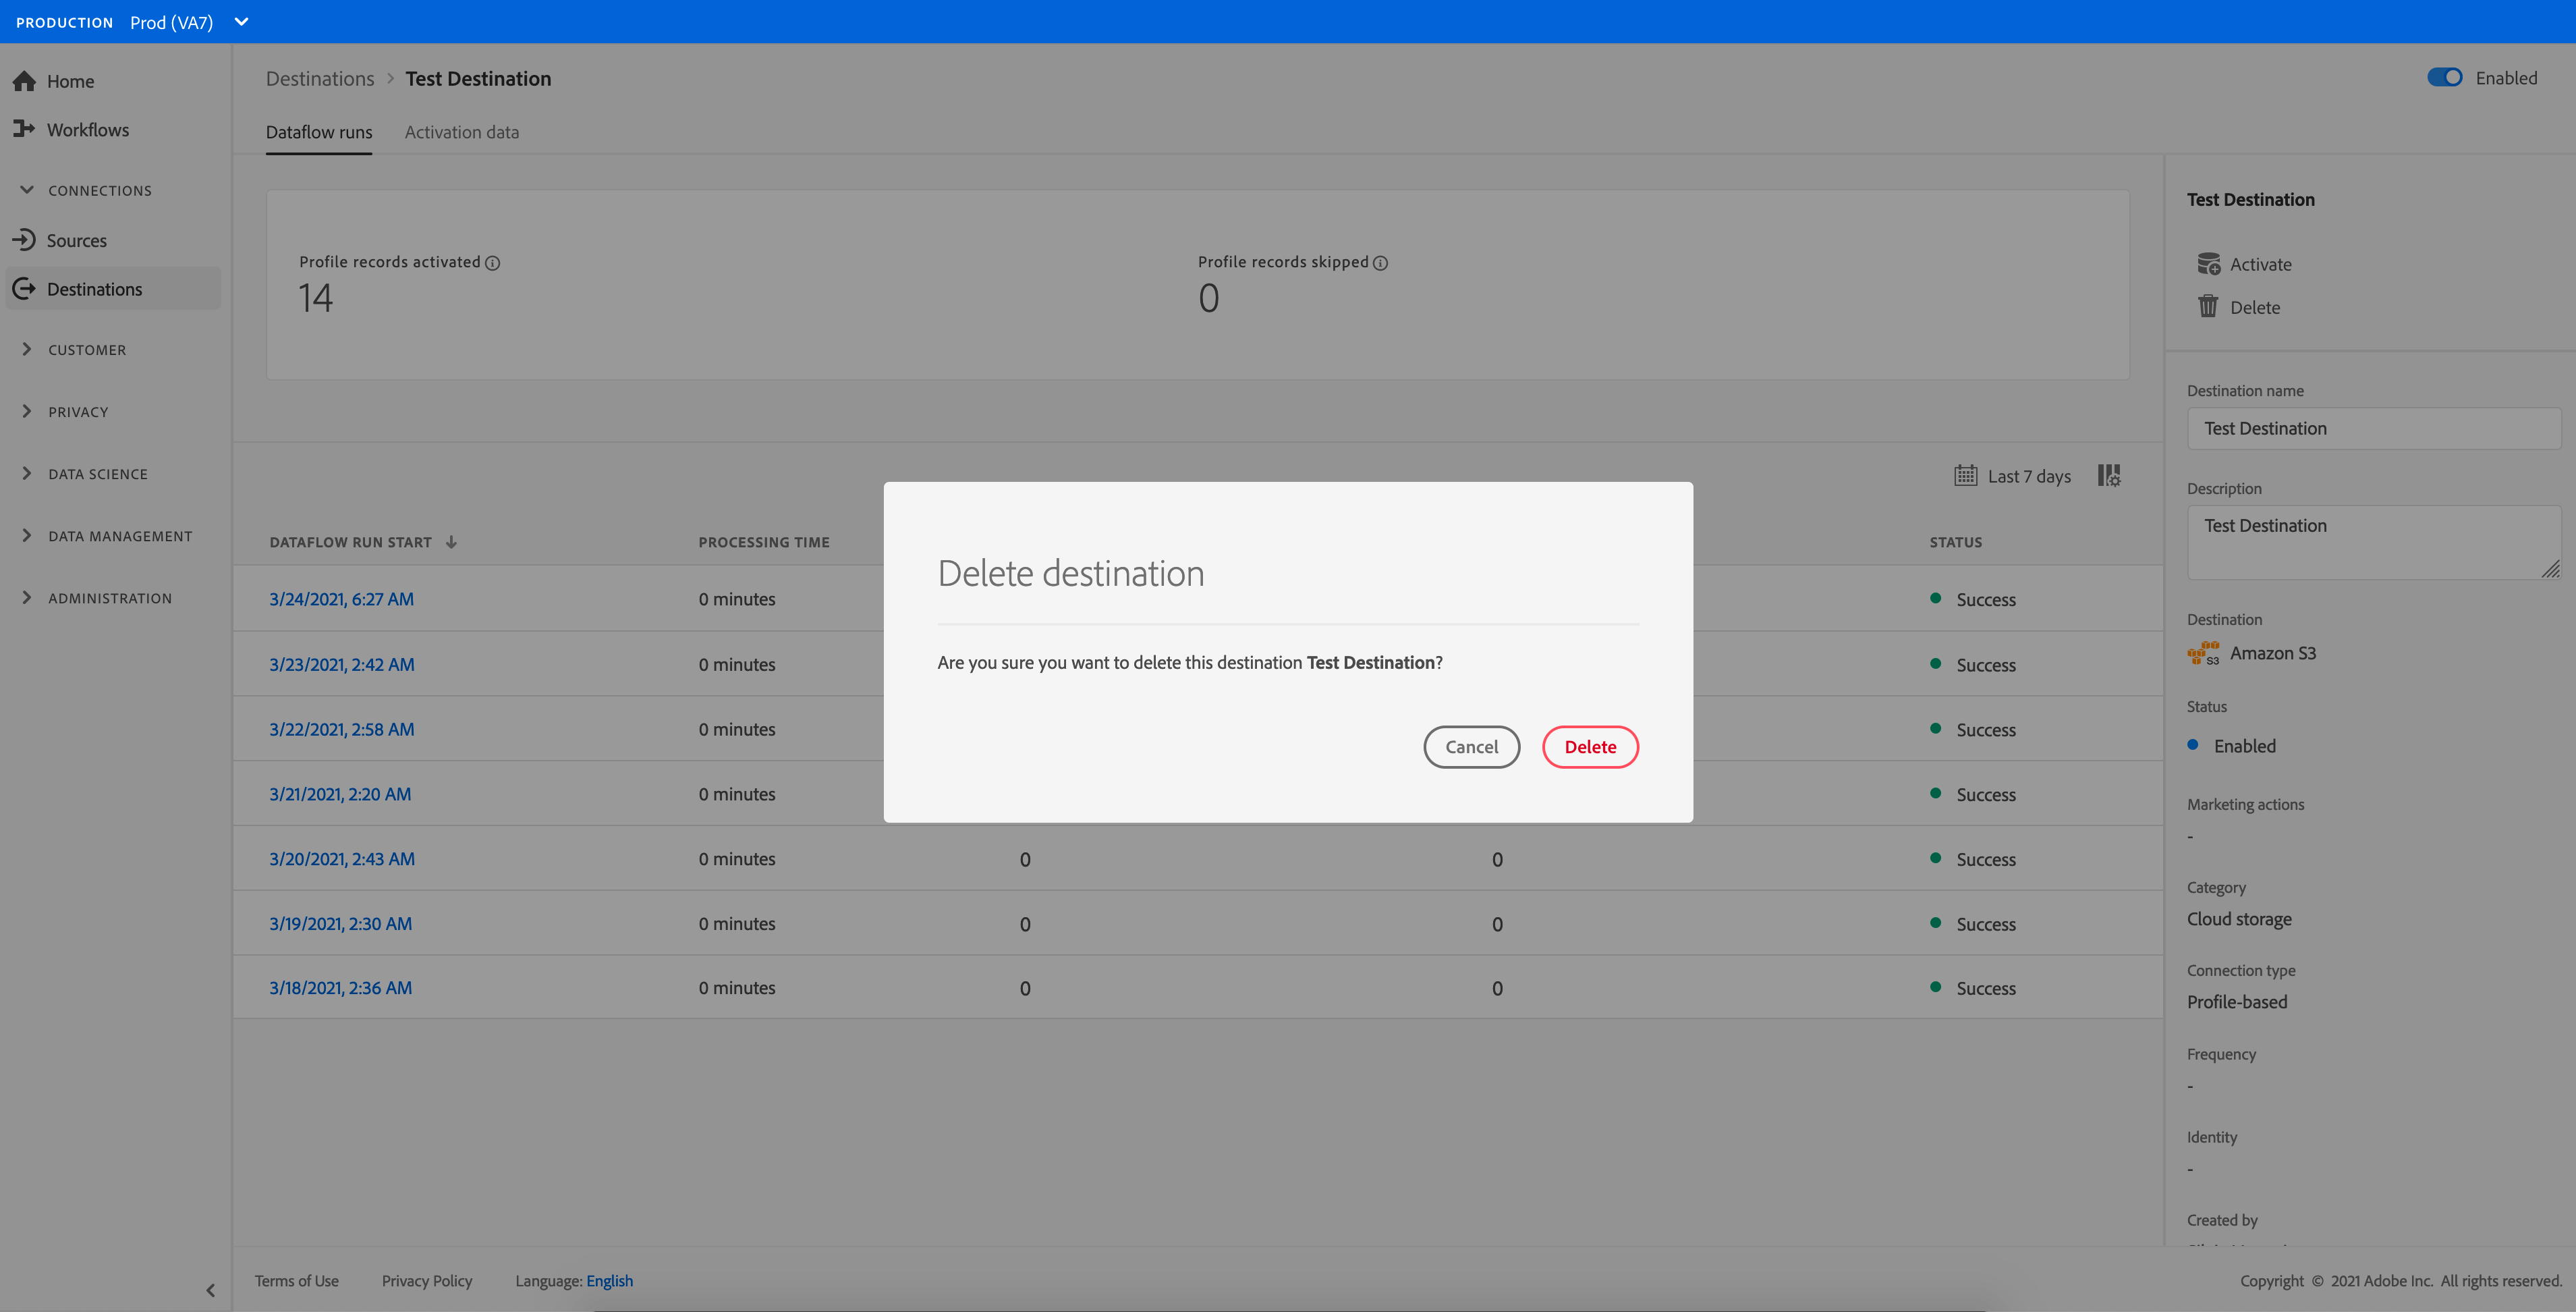 PRODUCTION Prod (VA7)
Home
Workflows
CONNECTIONS
Sources
Destinations
CUSTOMER
PRIVACY
DATA SCIENCE
DATA MANAGEMENT
ADMINISTRATION
Destinations > Test Destination
Enabled
Dataflow runs Activation data
Profile records activated
14
Profile records skipped
0
Last 7 days
DATAFLOW RUN START PROCESSING TIME STATUS
3/24/2021, 6:27 AM 0 minutes Success
3/23/2021, 2:42 AM 0 minutes Success
3/22/2021, 2:58 AM 0 minutes Success
3/21/2021, 2:20 AM 0 minutes Success
3/20/2021, 2:43 AM 0 minutes 0 0 Success
3/19/2021, 2:30 AM 0 minutes 0 0 Success
3/18/2021, 2:36 AM 0 minutes 0 0 Success
Delete destination
Are you sure you want to delete this destination Test Destination?
Cancel Delete
Test Destination
Activate
Delete
Destination name
Test Destination
Description
Test Destination
Destination
S3 Amazon S3
Status
Enabled
Marketing actions
-
Category
Cloud storage
Connection type
Profile-based
Frequency
-
Identity
-
Created by
Terms of Use Privacy Policy Language: English
Copyright © 2021 Adobe Inc. All rights reserved.